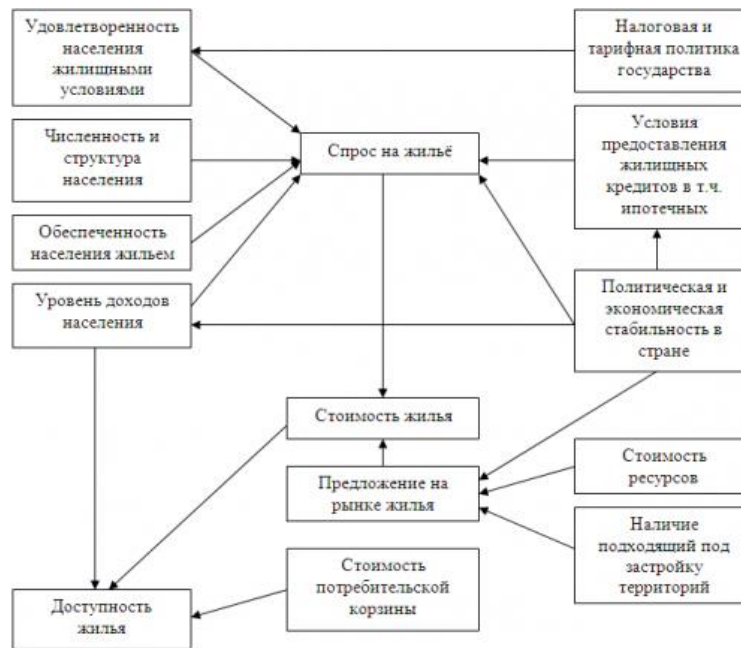 Удовлетворенность
населения
жилищными
условиями
Налоговая и
тарифная политика
государства
Численность и
структура
населения
Спрос на жильё
Условия
предоставления
жилищных
кредитов в т.ч.
ипотечных
Обеспеченность
населения жильем
Уровень доходов
населения
Политическая и
экономическая
стабильность в
стране
Стоимость жилья
Предложение на
рынке жилья
Стоимость
ресурсов
Наличие
подходящий под
застройку
территорий
Стоимость
потребительской
корзины
Доступность
жилья